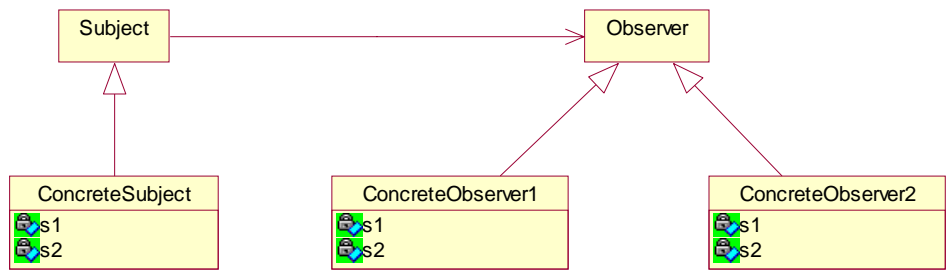 Subject
Observer
ConcreteSubject
s1
s2
ConcreteObserver1
s1
s2
ConcreteObserver2
s1
s2